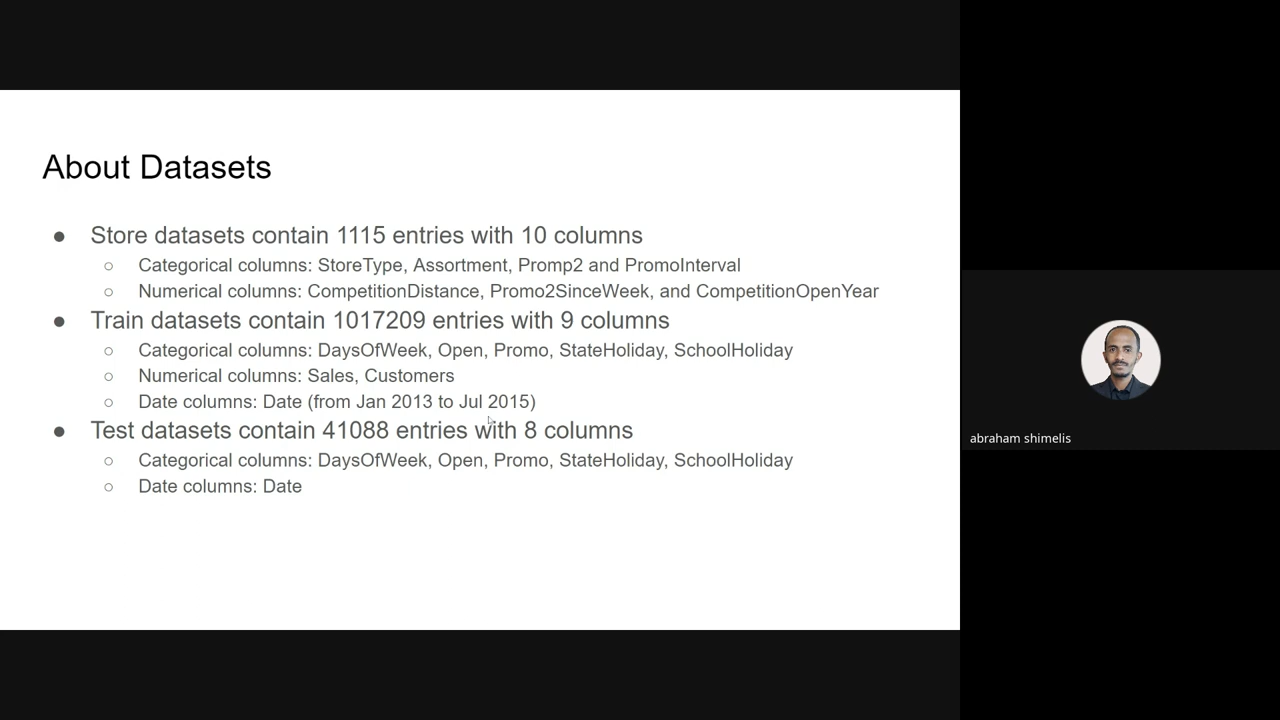 About Datasets
● Store datasets contain 1115 entries with 10 columns
○ Categorical columns: StoreType, Assortment, Promp2 and PromoInterval
○ Numerical columns: CompetitionDistance, Promo2SinceWeek, and CompetitionOpenYear
● Train datasets contain 1017209 entries with 9 columns
○ Categorical columns: DaysOfWeek, Open, Promo, StateHoliday, SchoolHoliday
○ Numerical columns: Sales, Customers
○ Date columns: Date (from Jan 2013 to Jul 2015)
● Test datasets contain 41088 entries with 8 columns
○ Categorical columns: DaysOfWeek, Open, Promo, StateHoliday, SchoolHoliday
○ Date columns: Date
abraham shimelis